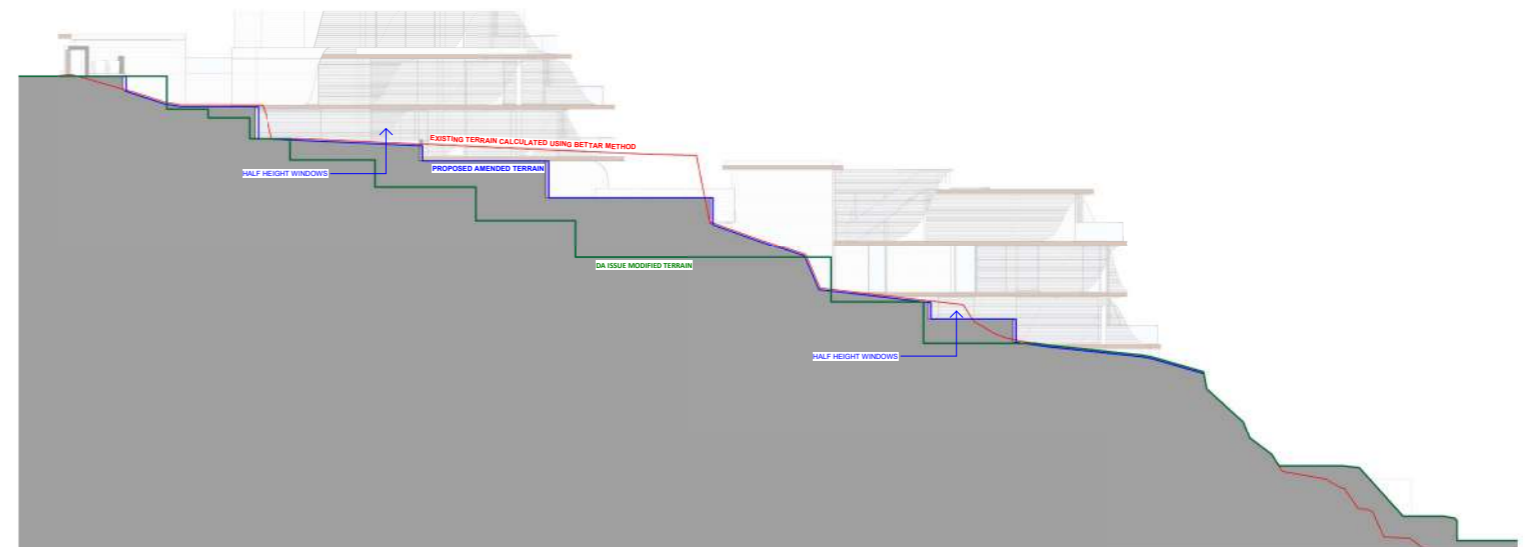 EXISTING TERRAIN CALCULATED USING BETTAR METHOD
PROPOSED AMENDED TERRAIN
HALF HEIGHT WINDOWS
DA ISSUE MODIFIED TERRAIN
HALF HEIGHT WINDOWS